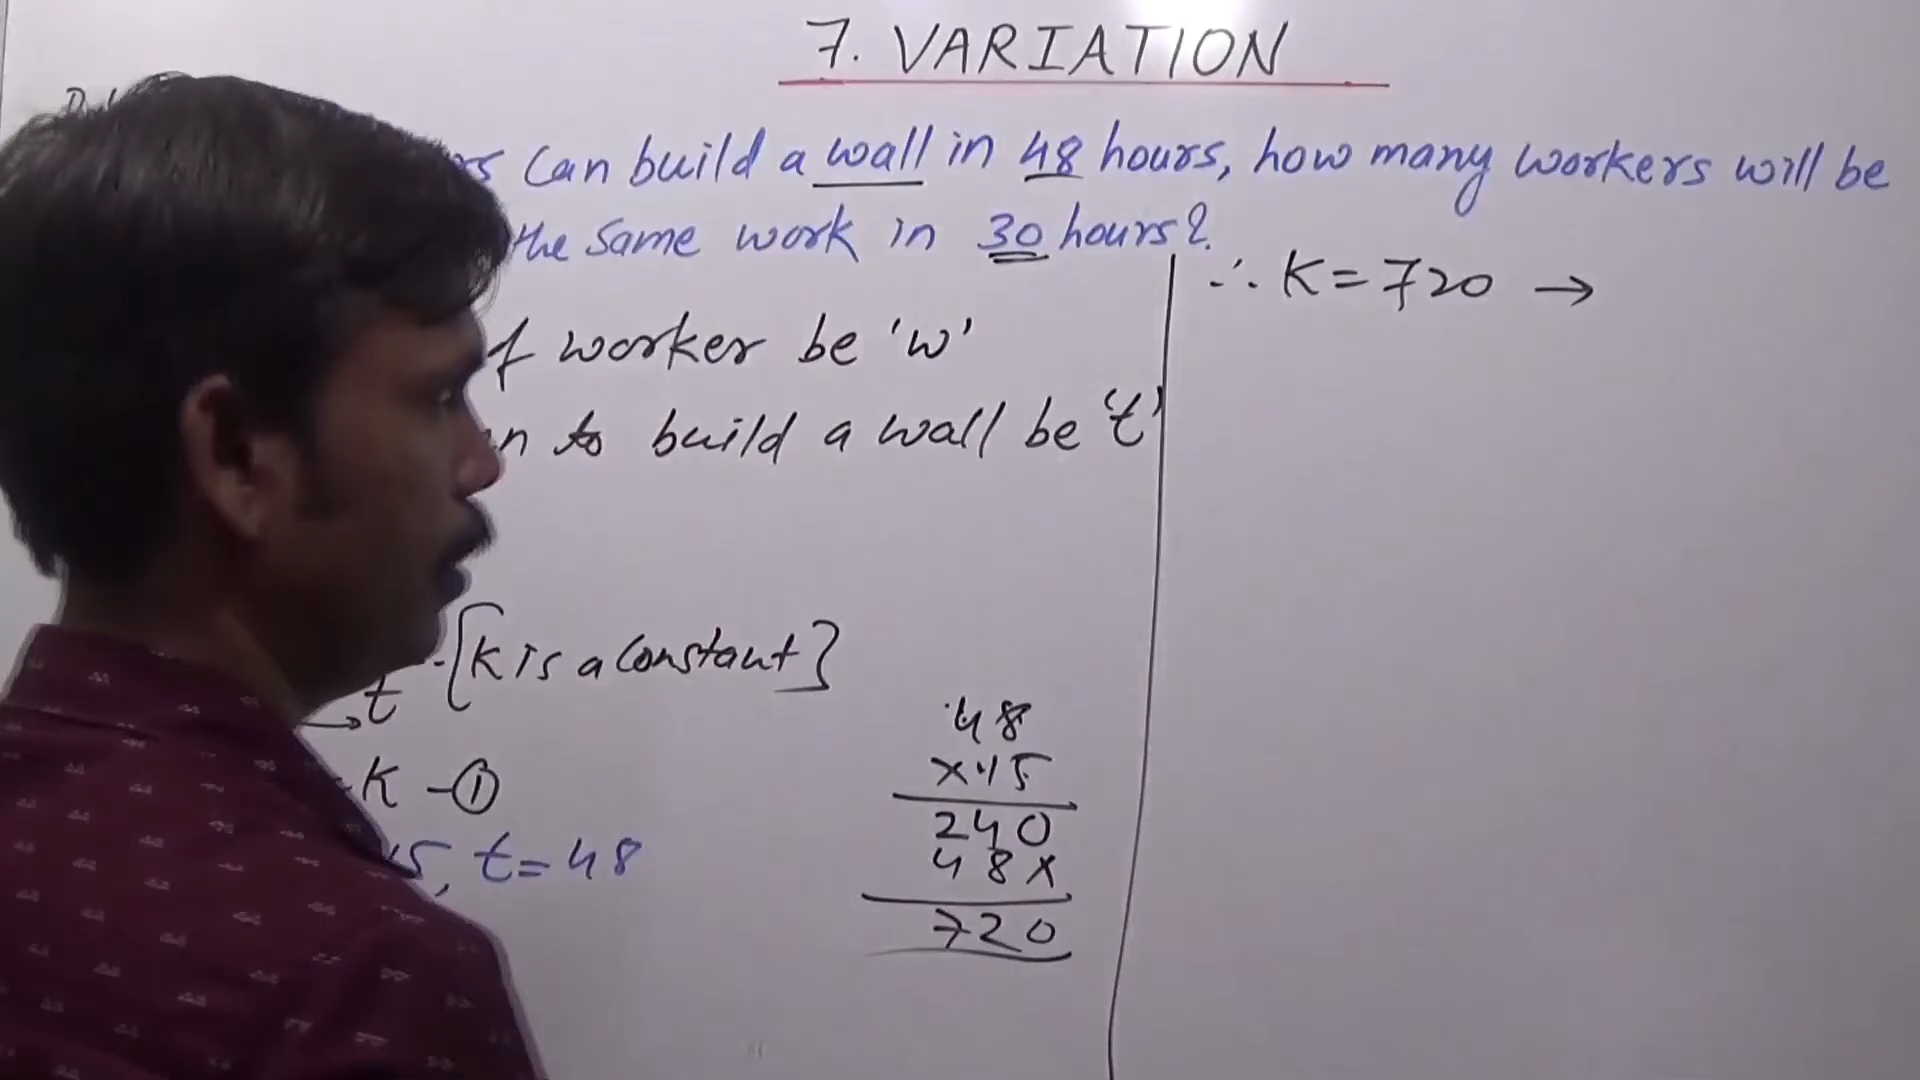 7. VARIATION
can build a wall in 48 hours, how many workers will be
the same work in 30 hours?
∴ K = 720 →
worker be 'w'
to build a wall be 't'
[K is a constant]
t
K - ①
15, t = 48
48
×15
240
48×
720